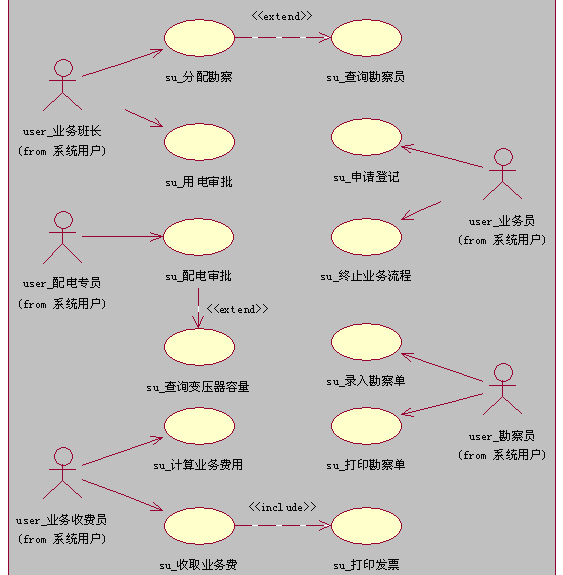 <<extend>>
su_分配勘察
su_查询勘察员
user_业务班长
(from 系统用户)
su_用电审批
su_申请登记
user_业务员
(from 系统用户)
user_配电专员
(from 系统用户)
su_配电审批
su_终止业务流程
<<extend>>
su_查询变压器容量
su_录入勘察单
user_勘察员
(from 系统用户)
su_计算业务费用
su_打印勘察单
user_业务收费员
(from 系统用户)
<<include>>
su_收取业务费
su_打印发票